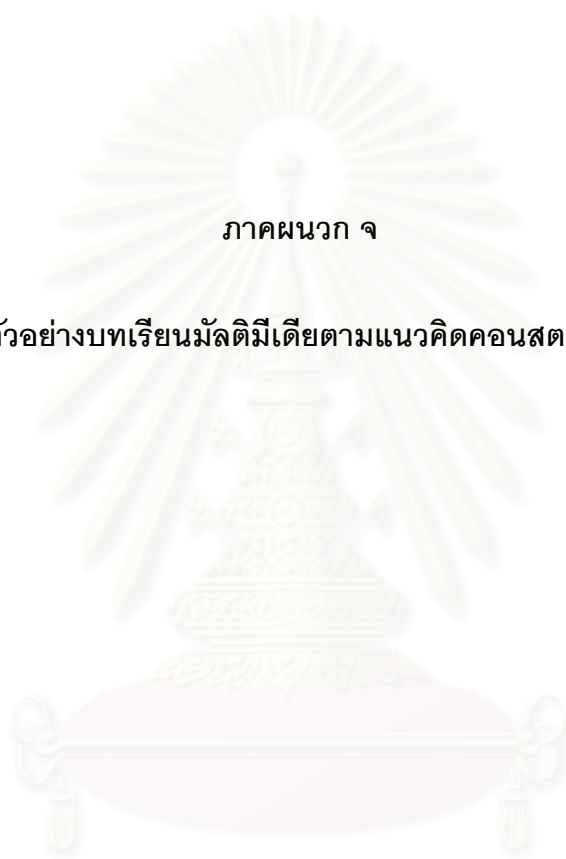 ภาคผนวก จ
ตัวอย่างบทเรียนมัลติมีเดียตามแนวคิดคอนสต